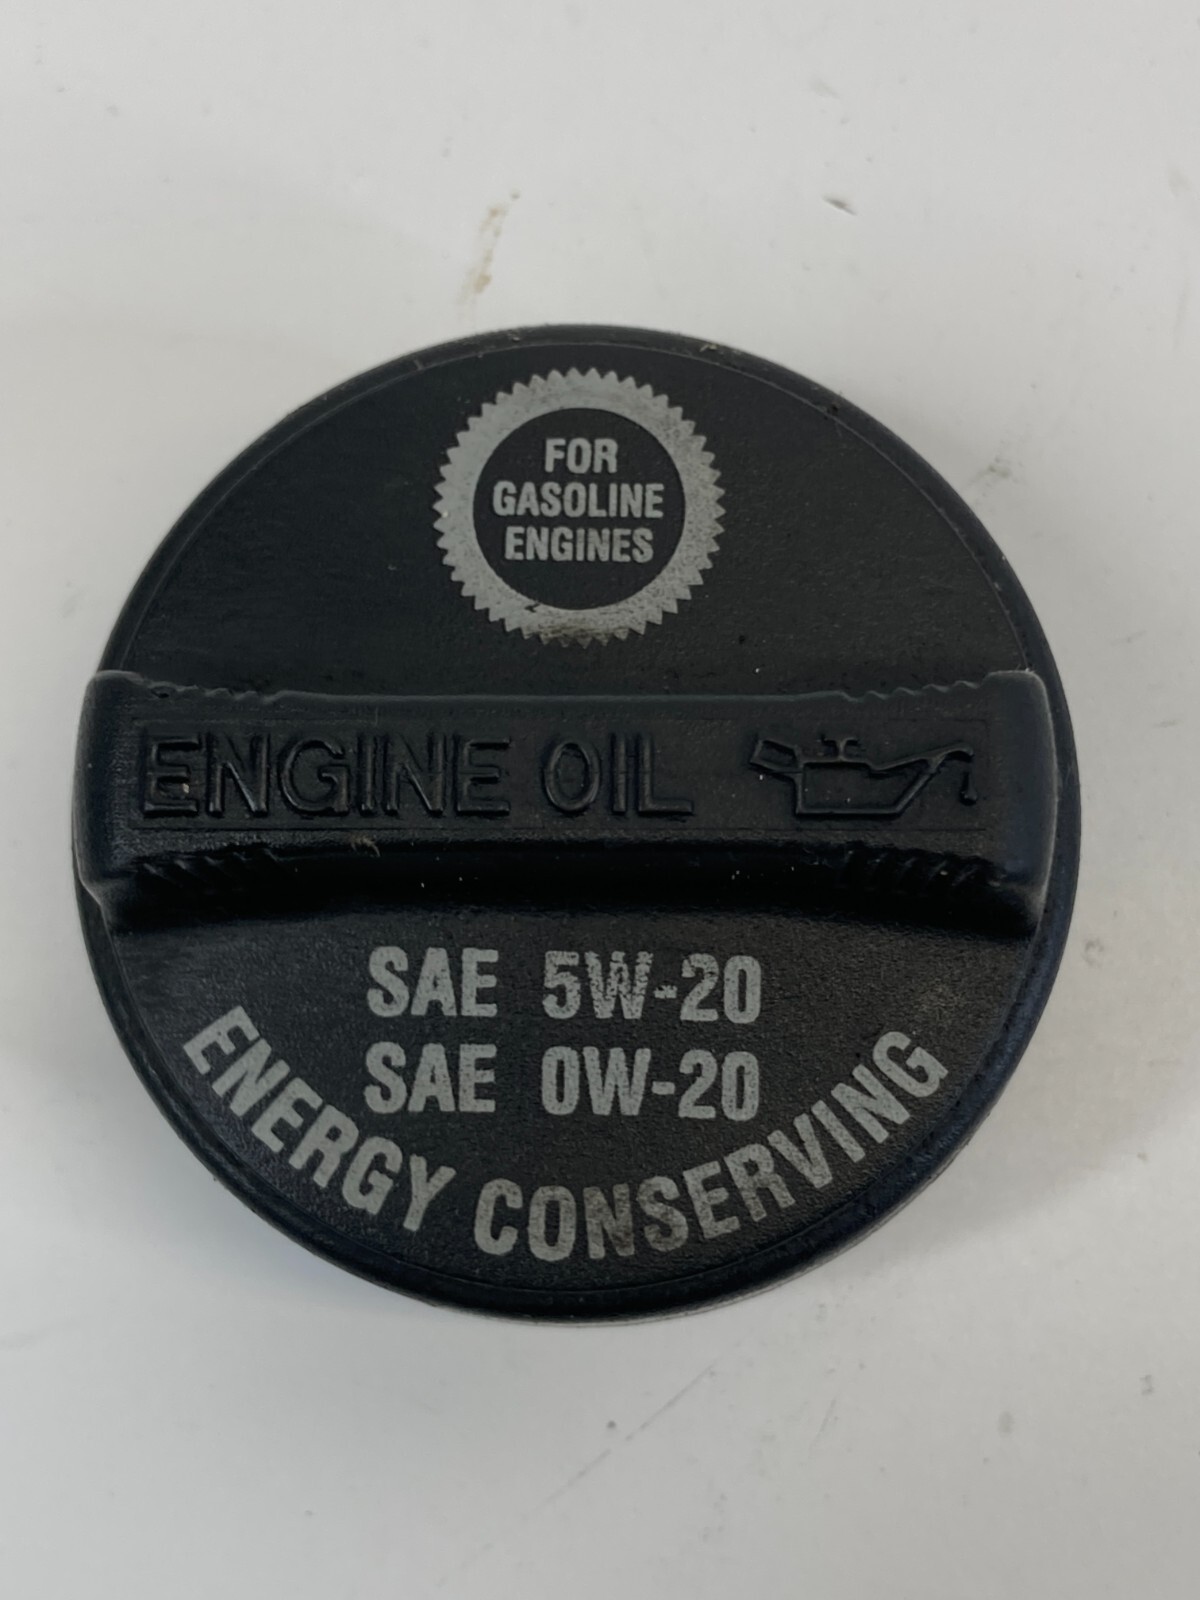 FOR
GASOLINE
ENGINES
ENGINE OIL
SAE 5W-20
SAE 0W-20
ENERGY CONSERVING